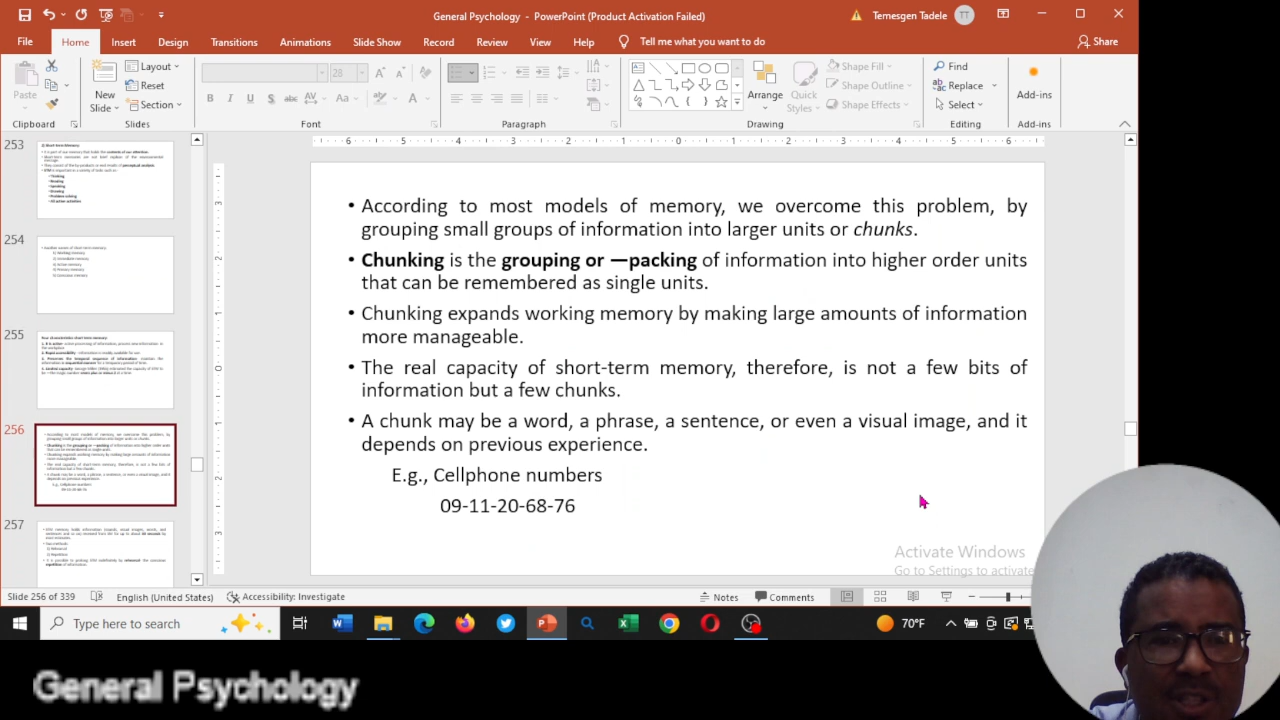 General Psychology - PowerPoint (Product Activation Failed)
Temesgen Tadele TT
File Home Insert Design Transitions Animations Slide Show Record Review View Help Tell me what you want to do Share
Paste
New Slide
Layout
Reset
Section
28
Arrange
Quick Styles
Shape Fill
Shape Outline
Shape Effects
Find
Replace
Select
Add-ins
Clipboard Slides Font Paragraph Drawing Editing Add-ins
253
254
255
256
257
• According to most models of memory, we overcome this problem, by
grouping small groups of information into larger units or chunks.
• Chunking is the grouping or ―packing of information into higher order units
that can be remembered as single units.
• Chunking expands working memory by making large amounts of information
more manageable.
• The real capacity of short-term memory, therefore, is not a few bits of
information but a few chunks.
• A chunk may be a word, a phrase, a sentence, or even a visual image, and it
depends on previous experience.
E.g., Cellphone numbers
09-11-20-68-76
Activate Windows
Go to Settings to activate
Slide 256 of 339 English (United States) Accessibility: Investigate Notes Comments
Type here to search
70°F
General Psychology